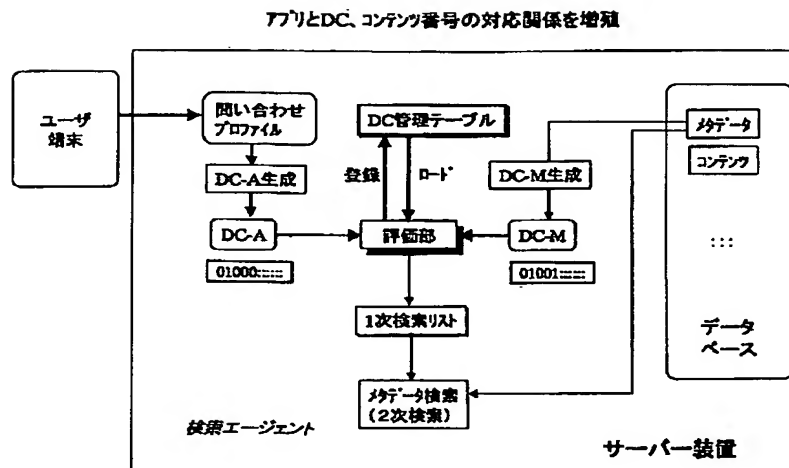 アプリとDC、コンテンツ番号の対応関係を増殖
ユーザ
端末
問い合わせ
プロファイル
DC-A生成
DC-A
01000::::::
DC管理テーブル
登録
ロード
評価部
1次検索リスト
メタデータ検索
(2次検索)
DC-M生成
DC-M
01001::::::
メタデータ
コンテンツ
:::
データ
ベース
検索エージェント
サーバー装置